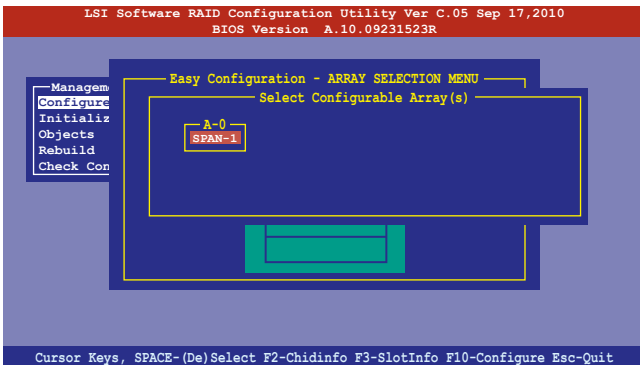 LSI Software RAID Configuration Utility Ver C.05 Sep 17,2010
BIOS Version A.10.09231523R
Easy Configuration - ARRAY SELECTION MENU
Select Configurable Array(s)
A-0
SPAN-1
Managem
Configure
Initializ
Objects
Rebuild
Check Con
Cursor Keys, SPACE-(De)Select F2-Chidinfo F3-SlotInfo F10-Configure Esc-Quit